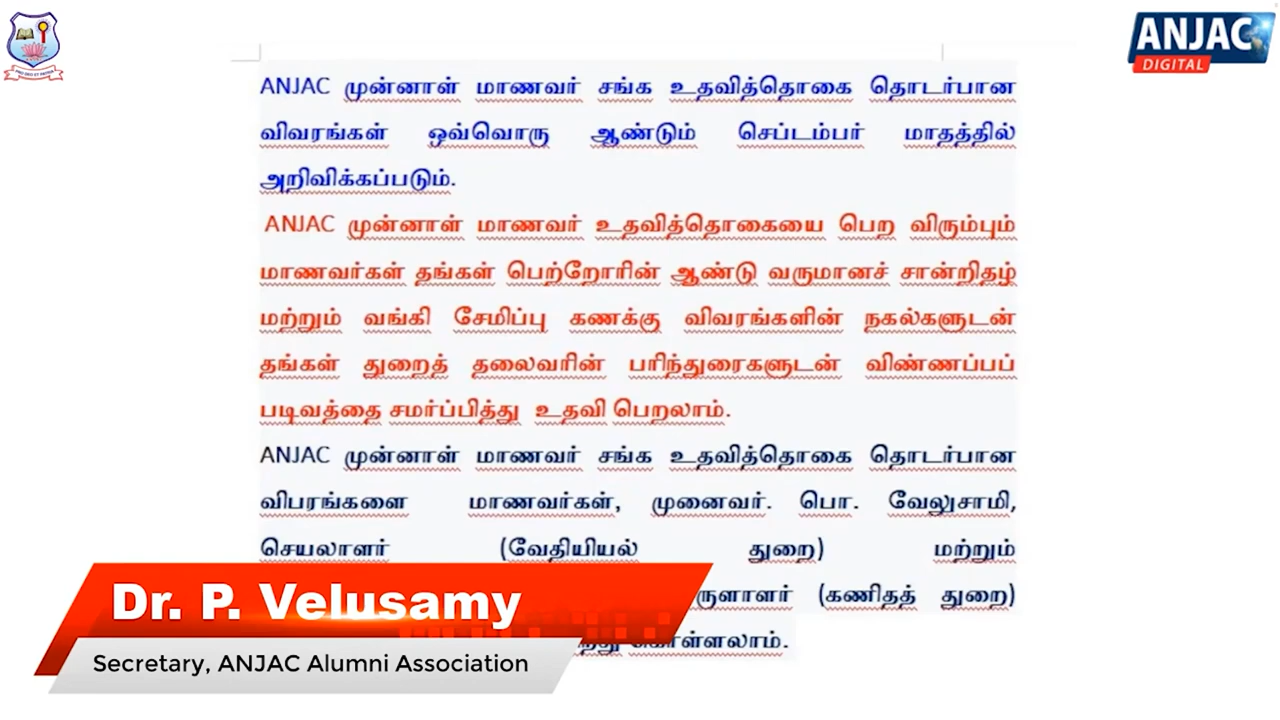 ANJAC
DIGITAL
ANJAC முன்னாள் மாணவர் சங்க உதவித்தொகை தொடர்பான
விவரங்கள் ஒவ்வொரு ஆண்டும் செப்டம்பர் மாதத்தில்
அறிவிக்கப்படும்.
ANJAC முன்னாள் மாணவர் உதவித்தொகையை பெற விரும்பும்
மாணவர்கள் தங்கள் பெற்றோரின் ஆண்டு வருமானச் சான்றிதழ்
மற்றும் வங்கி சேமிப்பு கணக்கு விவரங்களின் நகல்களுடன்
தங்கள் துறைத் தலைவரின் பரிந்துரைகளுடன் விண்ணப்பப்
படிவத்தை சமர்ப்பித்து உதவி பெறலாம்.
ANJAC முன்னாள் மாணவர் சங்க உதவித்தொகை தொடர்பான
விபரங்களை மாணவர்கள், முனைவர். பொ. வேலுசாமி,
செயலாளர் (வேதியியல் துறை) மற்றும்
(கணிதத் துறை)
கொள்ளலாம்.
Dr. P. Velusamy
Secretary, ANJAC Alumni Association